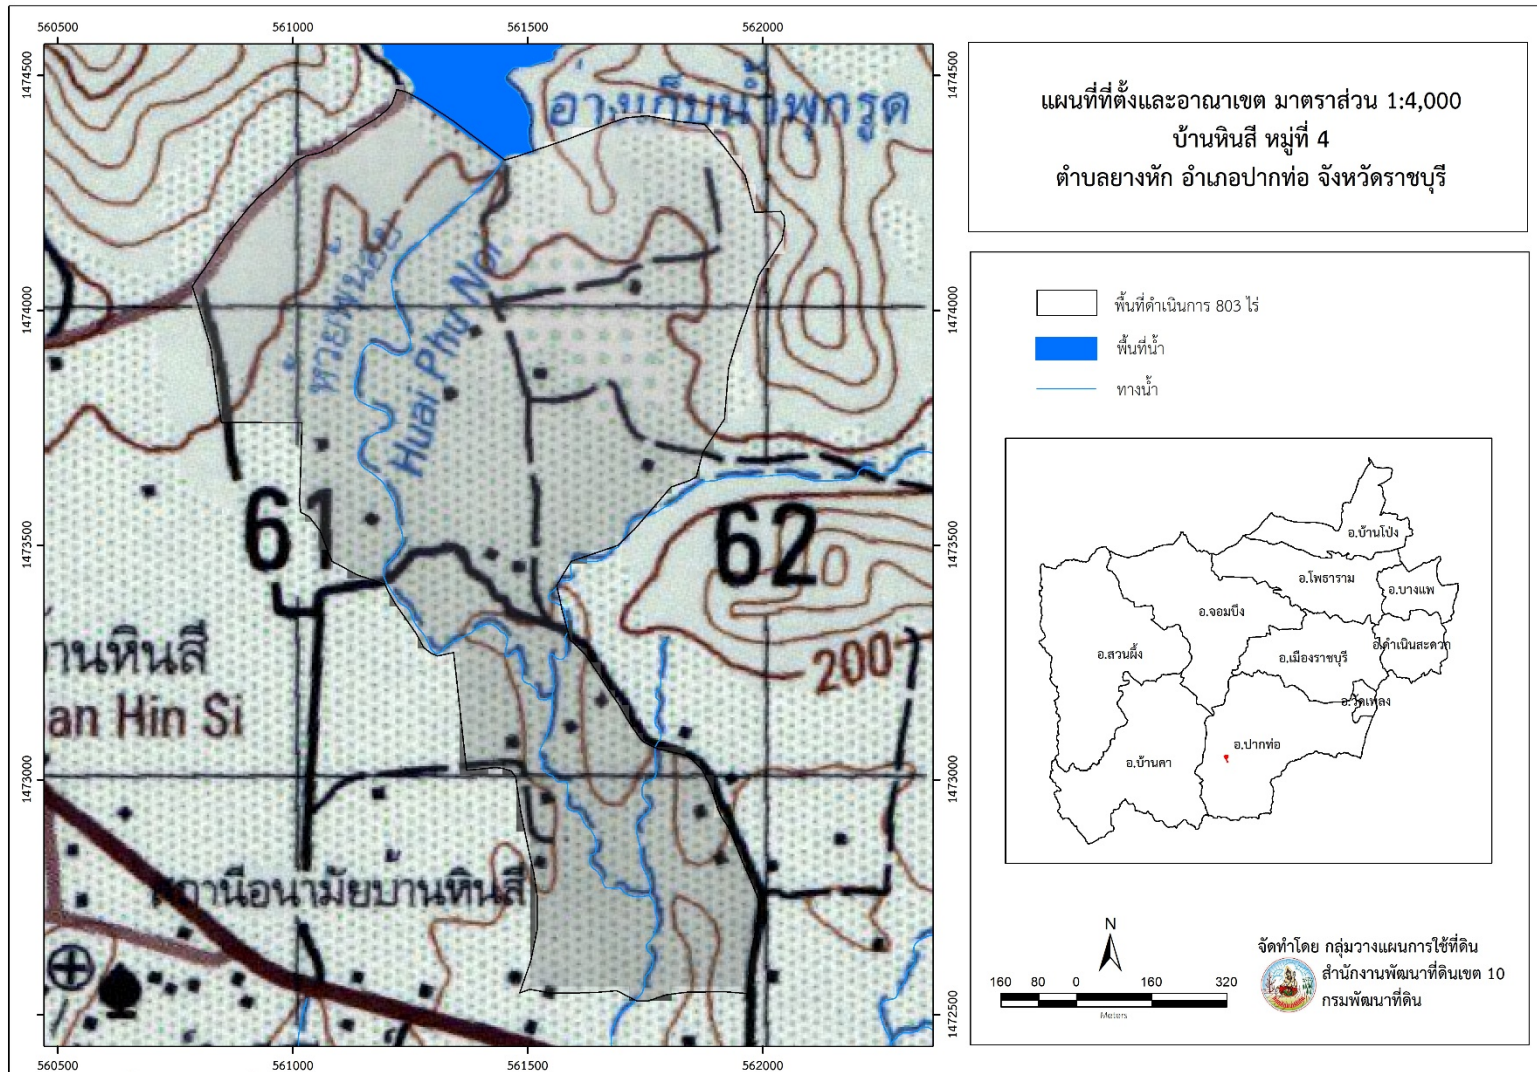 560500 561000 561500 562000
1474500
1474000
1473500
1473000
1472500
อ่างเก็บน้ำพุกรูด
ห้วยพุน้อย
Huai Phu Noi
61
62
านหินสี
an Hin Si
200
สถานีอนามัยบ้านหินสี
1474500
1474000
1473500
1473000
1472500
560500 561000 561500 562000
แผนที่ที่ตั้งและอาณาเขต มาตราส่วน 1:4,000
บ้านหินสี หมู่ที่ 4
ตำบลยางหัก อำเภอปากท่อ จังหวัดราชบุรี
พื้นที่ดำเนินการ 803 ไร่
พื้นที่น้ำ
ทางน้ำ
อ.บ้านโป่ง
อ.โพธาราม
อ.บางแพ
อ.จอมบึง
อ.ดำเนินสะดวก
อ.สวนผึ้ง
อ.เมืองราชบุรี
อ.วัดเพลง
อ.ปากท่อ
อ.บ้านคา
N
160 80 0 160 320
Meters
จัดทำโดย กลุ่มวางแผนการใช้ที่ดิน
สำนักงานพัฒนาที่ดินเขต 10
กรมพัฒนาที่ดิน